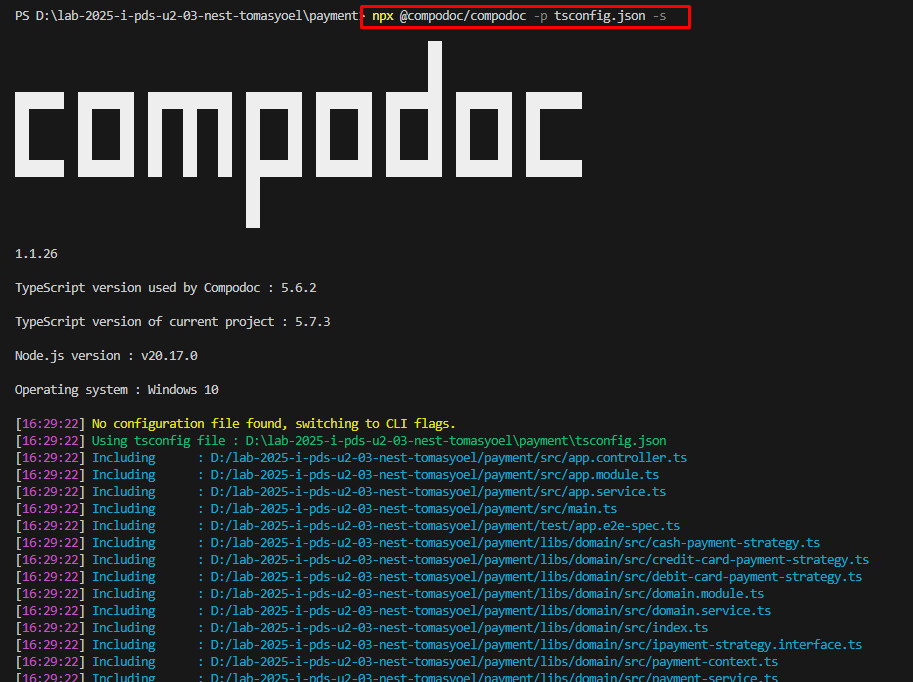 PS D:\lab-2025-i-pds-u2-03-nest-tomasyoel\payment> npx @compodoc/compodoc -p tsconfig.json -s
compodoc
1.1.26
TypeScript version used by Compodoc : 5.6.2
TypeScript version of current project : 5.7.3
Node.js version : v20.17.0
Operating system : Windows 10
[16:29:22] No configuration file found, switching to CLI flags.
[16:29:22] Using tsconfig file : D:\lab-2025-i-pds-u2-03-nest-tomasyoel\payment\tsconfig.json
[16:29:22] Including      : D:/lab-2025-i-pds-u2-03-nest-tomasyoel/payment/src/app.controller.ts
[16:29:22] Including      : D:/lab-2025-i-pds-u2-03-nest-tomasyoel/payment/src/app.module.ts
[16:29:22] Including      : D:/lab-2025-i-pds-u2-03-nest-tomasyoel/payment/src/app.service.ts
[16:29:22] Including      : D:/lab-2025-i-pds-u2-03-nest-tomasyoel/payment/src/main.ts
[16:29:22] Including      : D:/lab-2025-i-pds-u2-03-nest-tomasyoel/payment/test/app.e2e-spec.ts
[16:29:22] Including      : D:/lab-2025-i-pds-u2-03-nest-tomasyoel/payment/libs/domain/src/cash-payment-strategy.ts
[16:29:22] Including      : D:/lab-2025-i-pds-u2-03-nest-tomasyoel/payment/libs/domain/src/credit-card-payment-strategy.ts
[16:29:22] Including      : D:/lab-2025-i-pds-u2-03-nest-tomasyoel/payment/libs/domain/src/debit-card-payment-strategy.ts
[16:29:22] Including      : D:/lab-2025-i-pds-u2-03-nest-tomasyoel/payment/libs/domain/src/domain.module.ts
[16:29:22] Including      : D:/lab-2025-i-pds-u2-03-nest-tomasyoel/payment/libs/domain/src/domain.service.ts
[16:29:22] Including      : D:/lab-2025-i-pds-u2-03-nest-tomasyoel/payment/libs/domain/src/index.ts
[16:29:22] Including      : D:/lab-2025-i-pds-u2-03-nest-tomasyoel/payment/libs/domain/src/ipayment-strategy.interface.ts
[16:29:22] Including      : D:/lab-2025-i-pds-u2-03-nest-tomasyoel/payment/libs/domain/src/payment-context.ts
[16:29:22] Including      : D:/lab-2025-i-pds-u2-03-nest-tomasyoel/payment/libs/domain/src/payment-service.ts